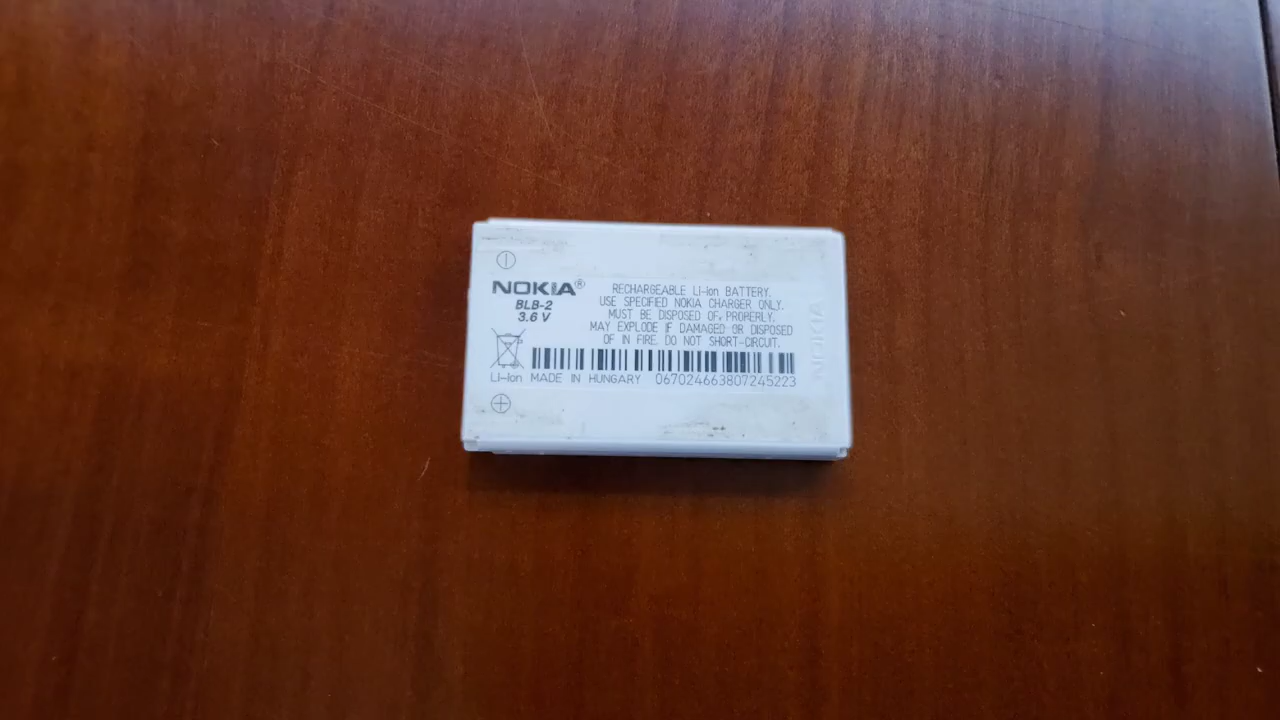 NOKIA®
BLB-2
3.6 V
RECHARGEABLE Li-Ion BATTERY.
USE SPECIFIED NOKIA CHARGER ONLY.
MUST BE DISPOSED OF PROPERLY.
MAY EXPLODE IF DAMAGED OR DISPOSED
OF IN FIRE. DO NOT SHORT-CIRCUIT.
Li-Ion MADE IN HUNGARY 067024663807245223
NOKIA